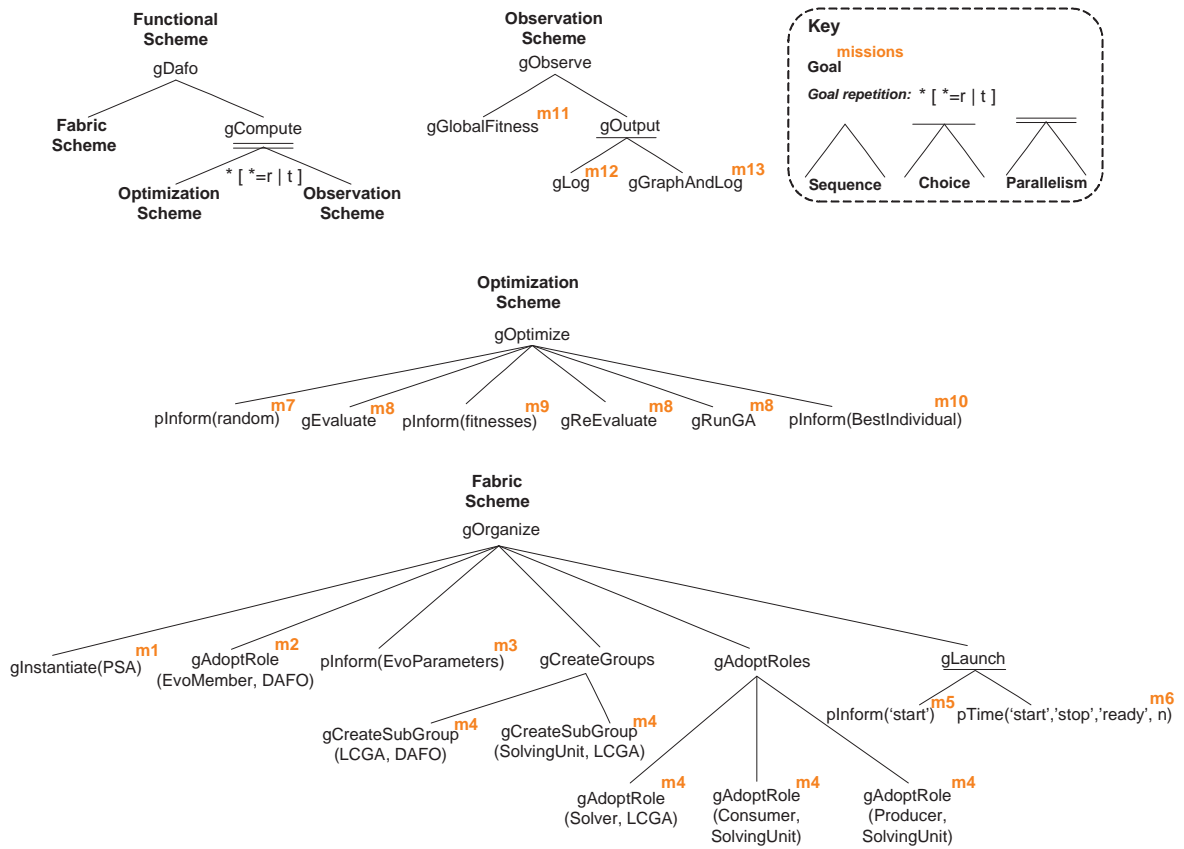 Functional
Scheme
gDafo
Fabric
Scheme
gCompute
* [ *=r | t ]
Optimization
Scheme
Observation
Scheme
Observation
Scheme
gObserve
gGlobalFitness m11
gOutput
gLog m12
gGraphAndLog m13
Key
missions
Goal
Goal repetition: * [ *=r | t ]
Sequence
Choice
Parallelism
Optimization
Scheme
gOptimize
pInform(random) m7
gEvaluate m8
pInform(fitnesses) m9
gReEvaluate m8
gRunGA m8
pInform(BestIndividual) m10
Fabric
Scheme
gOrganize
gInstantiate(PSA) m1
gAdoptRole m2
(EvoMember, DAFO)
pInform(EvoParameters) m3
gCreateGroups
gAdoptRoles
gLaunch
gCreateSubGroup m4
(LCGA, DAFO)
gCreateSubGroup m4
(SolvingUnit, LCGA)
pInform('start') m5
pTime('start','stop','ready', n) m6
gAdoptRole m4
(Solver, LCGA)
gAdoptRole m4
(Consumer,
SolvingUnit)
gAdoptRole m4
(Producer,
SolvingUnit)